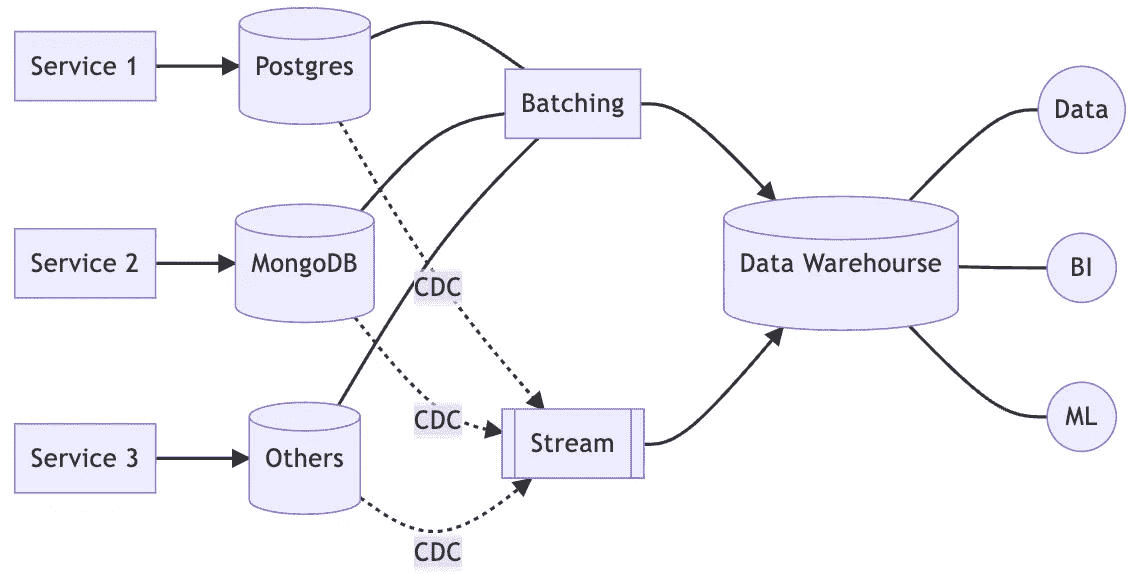 Service 1
Postgres
Batching
Data
Service 2
MongoDB
CDC
Data Warehourse
BI
CDC
Service 3
Others
Stream
ML
CDC